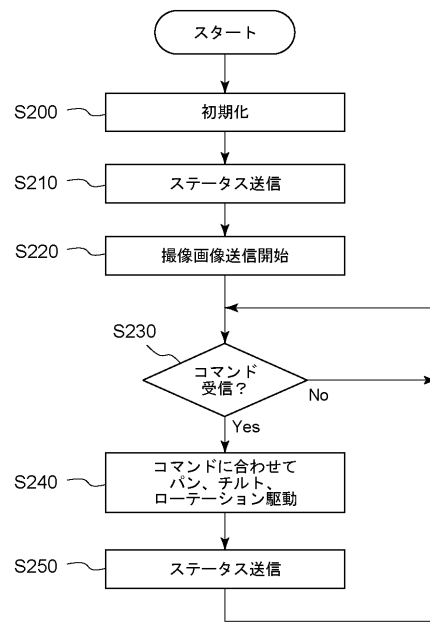 スタート
S200
初期化
S210
ステータス送信
S220
撮像画像送信開始
S230
コマンド
受信？
No
Yes
S240
コマンドに合わせて
パン、チルト、
ローテーション駆動
S250
ステータス送信